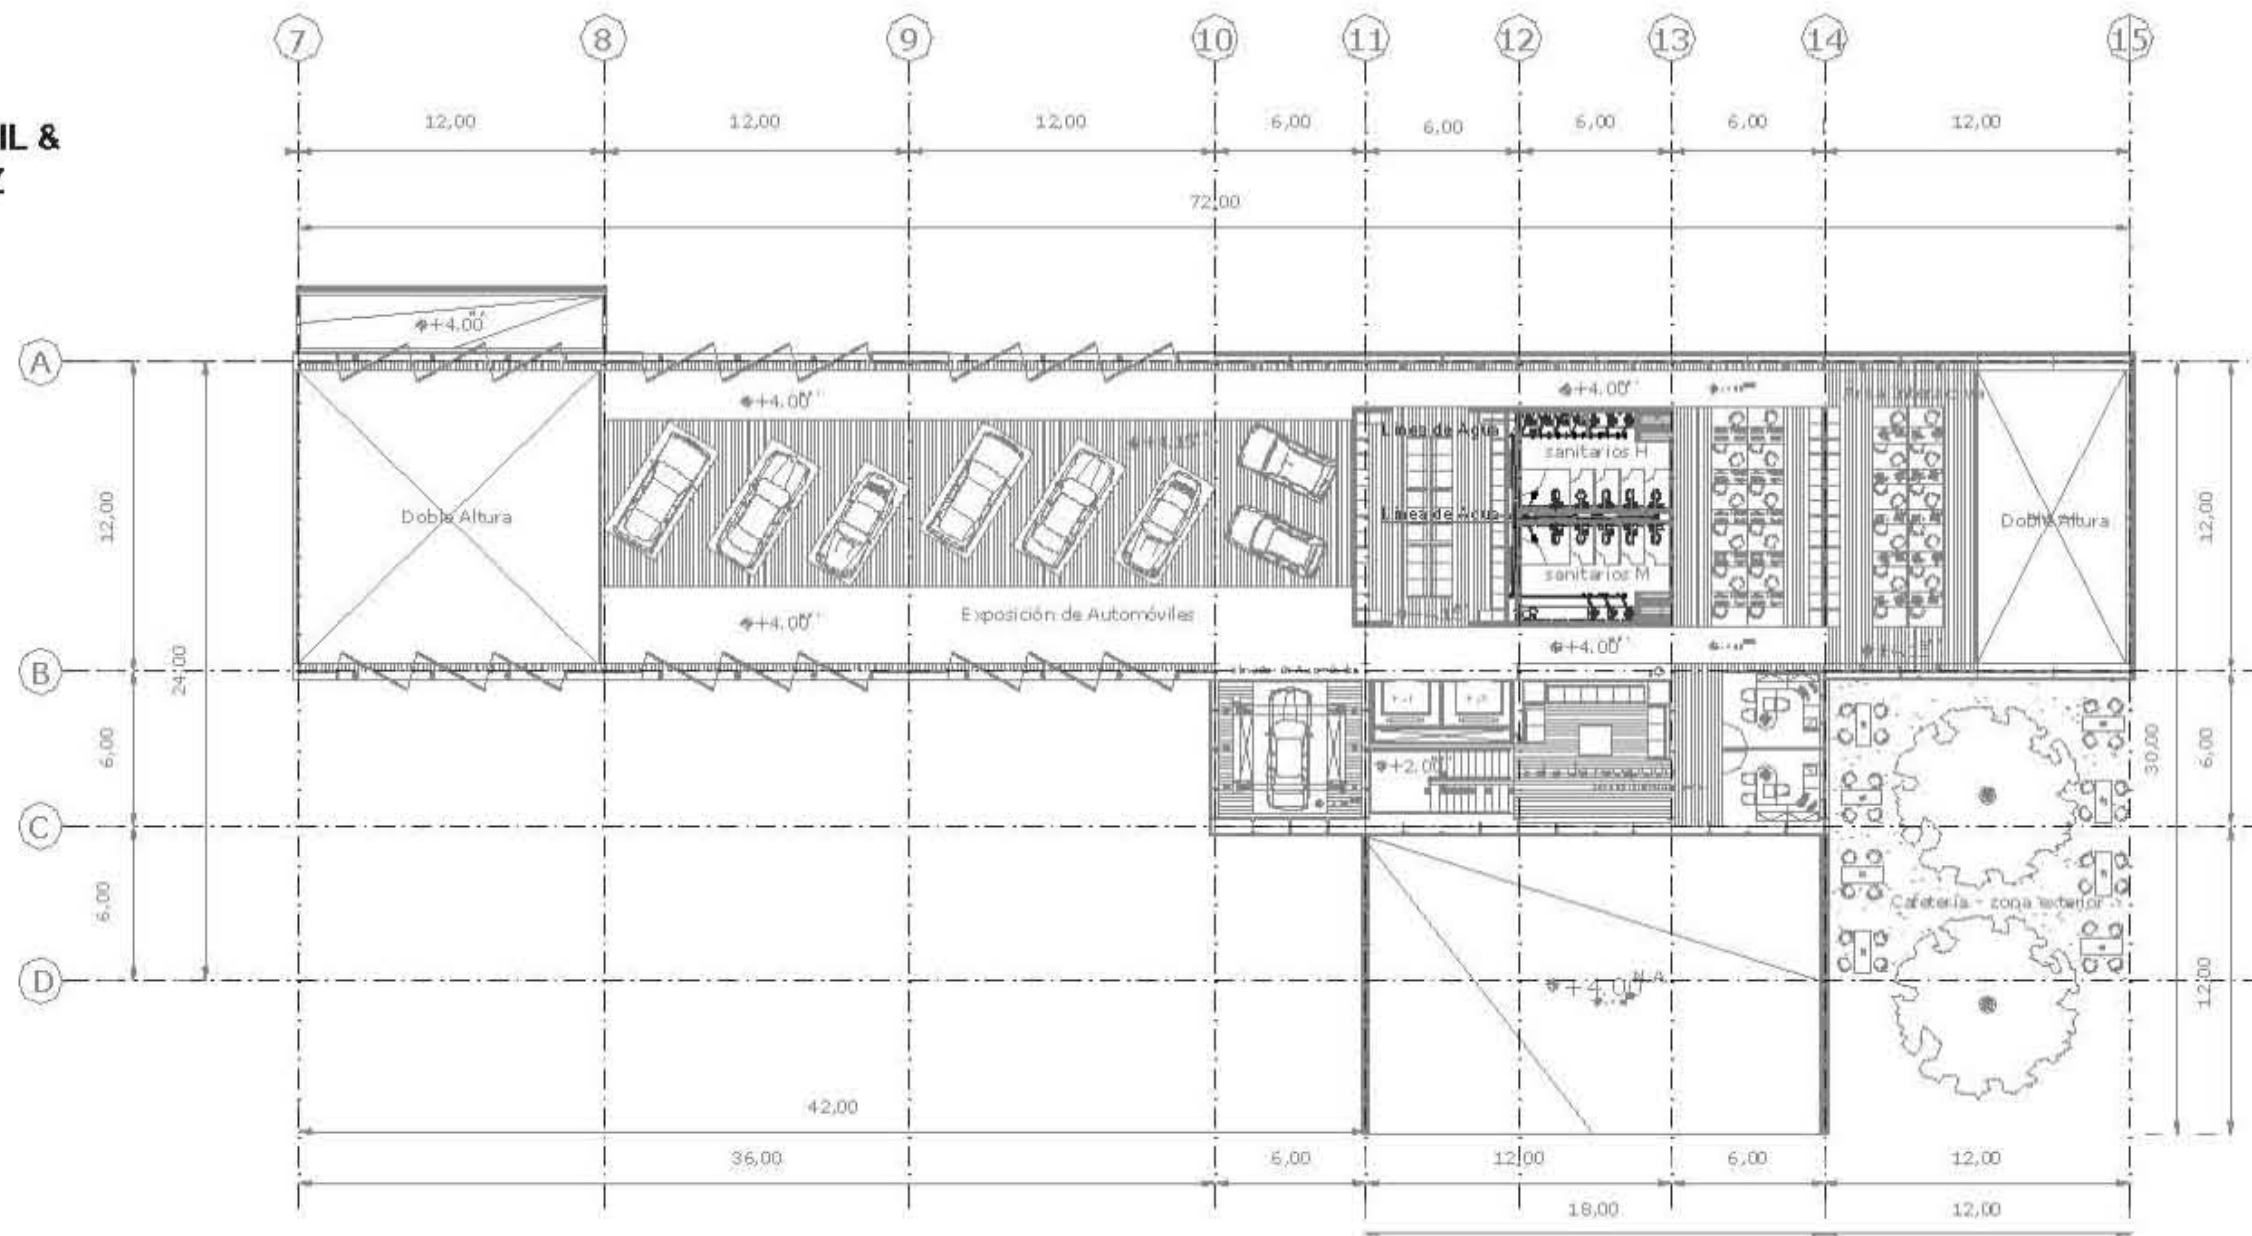 7 8 9 10 11 12 13 14 15
IL &
12,00 12,00 12,00 6,00 6,00 6,00 6,00 12,00
72,00
+4.00
A
+4.00
+4.00
Línea de Agua
sanitarios H
12,00
Doble Altura
Línea de Agua
Doble Altura
12,00
sanitarios M
+4.00
Exposición de Automóviles
+4.00
B
24,00
6,00
+2.00
30,00
6,00
C
6,00
Cafetería - zona exterior
D
+4.00 N.A
12,00
42,00
36,00 6,00 12,00 6,00 12,00
18,00 12,00